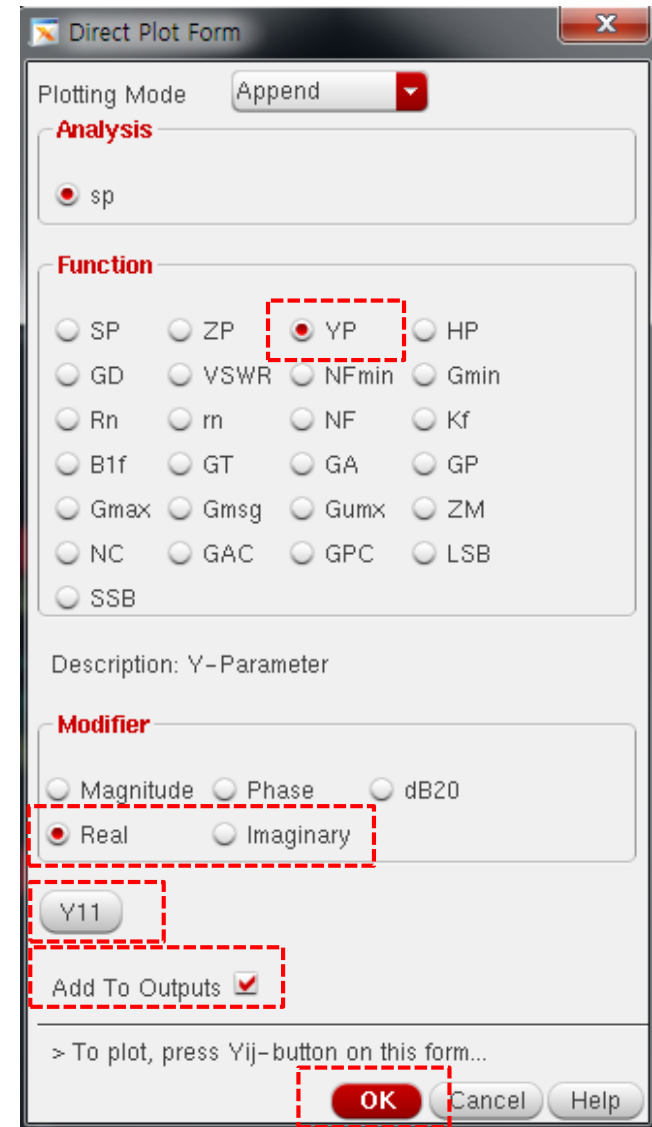 Direct Plot Form
Plotting Mode Append
Analysis
sp
Function
SP ZP YP HP
GD VSWR NFmin Gmin
Rn rn NF Kf
B1f GT GA GP
Gmax Gmsg Gumx ZM
NC GAC GPC LSB
SSB
Description: Y-Parameter
Modifier
Magnitude Phase dB20
Real Imaginary
Y11
Add To Outputs
> To plot, press Yij-button on this form...
OK Cancel Help